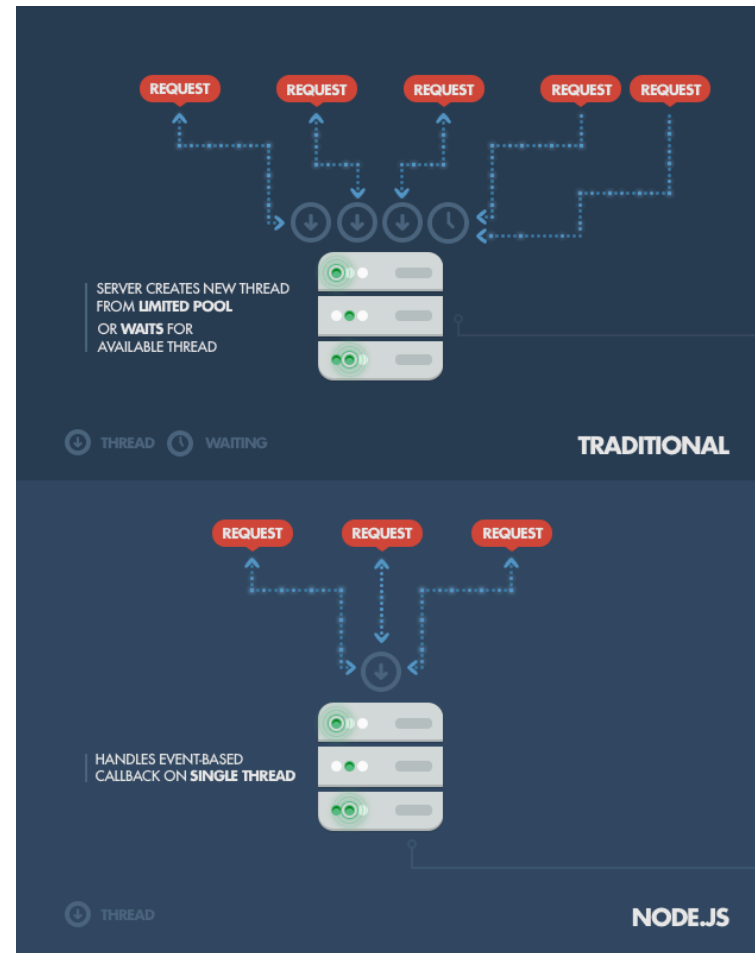 REQUEST REQUEST REQUEST REQUEST REQUEST
SERVER CREATES NEW THREAD
FROM LIMITED POOL
OR WAITS FOR
AVAILABLE THREAD
THREAD WAITING
TRADITIONAL
REQUEST REQUEST REQUEST
HANDLES EVENT-BASED
CALLBACK ON SINGLE THREAD
THREAD
NODE.JS